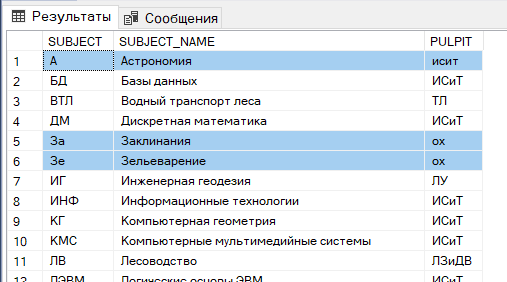 Результаты Сообщения
SUBJECT SUBJECT_NAME PULPIT
1 А Астрономия исит
2 БД Базы данных ИСиТ
3 ВТЛ Водный транспорт леса ТЛ
4 ДМ Дискретная математика ИСиТ
5 За Заклинания ох
6 Зе Зельеварение ох
7 ИГ Инженерная геодезия ЛУ
8 ИНФ Информационные технологии ИСиТ
9 КГ Компьютерная геометрия ИСиТ
10 КМС Компьютерные мультимедийные системы ИСиТ
11 ЛВ Лесоводство ЛЗиДВ
12 ЛЭВМ основы ЭВМ ИСиТ